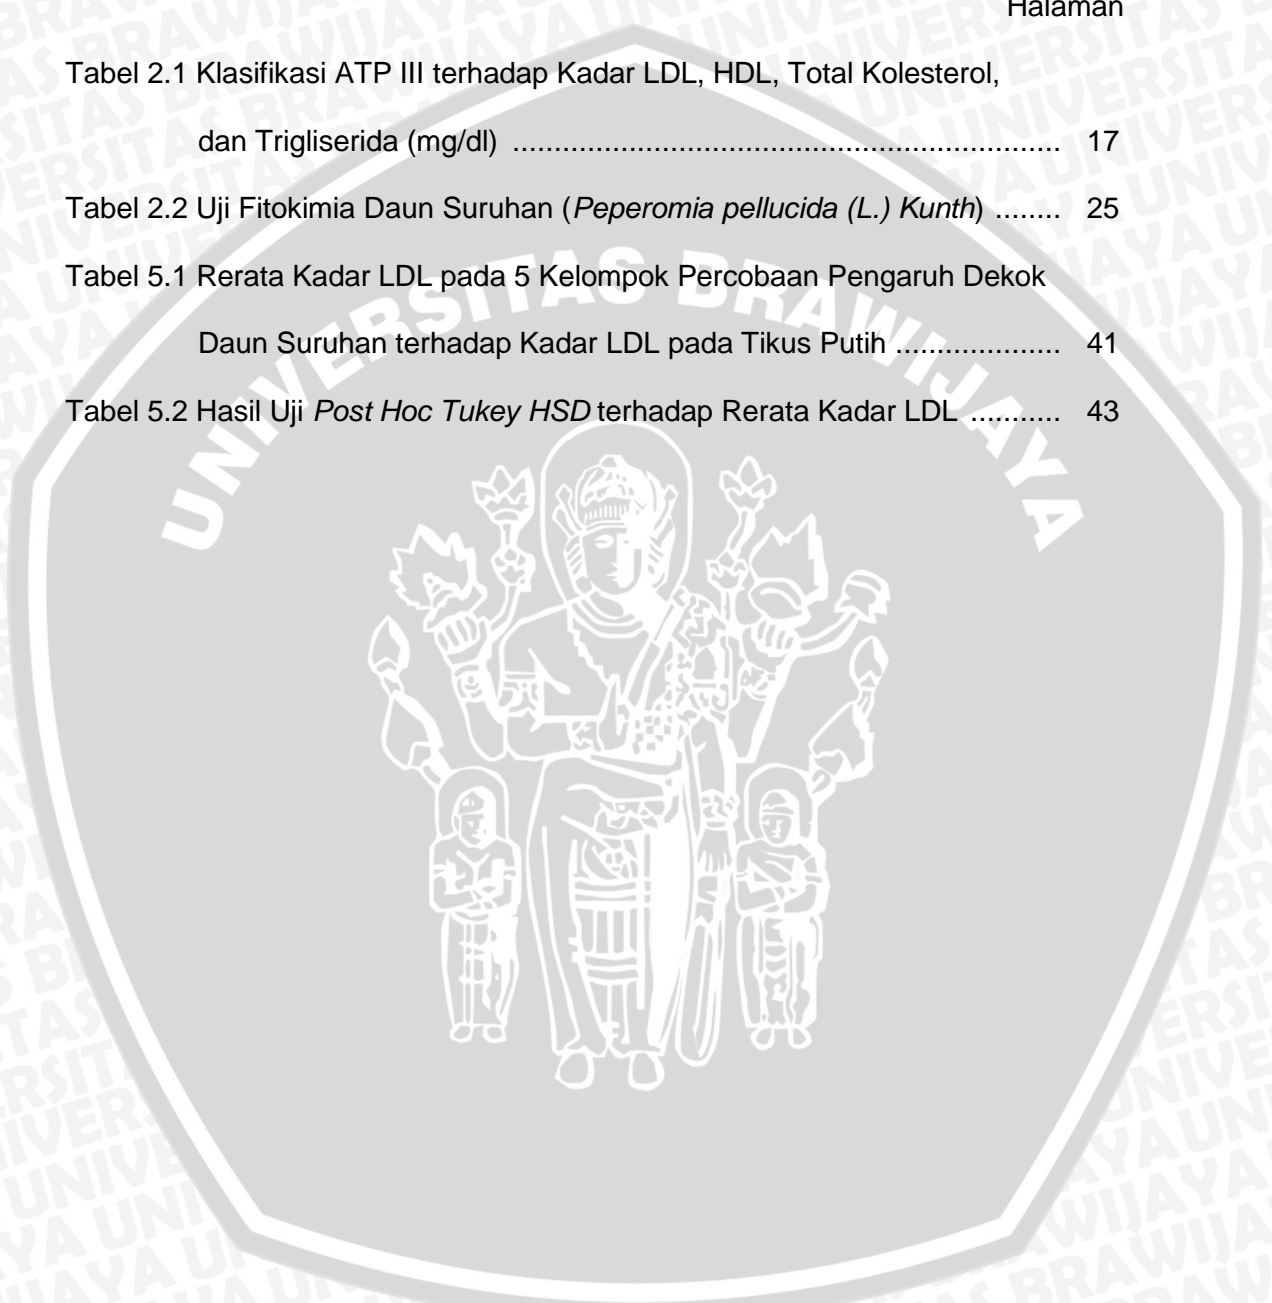 Halaman
Tabel 2.1 Klasifikasi ATP III terhadap Kadar LDL, HDL, Total Kolesterol,
dan Trigliserida (mg/dl) .................................................................. 17
Tabel 2.2 Uji Fitokimia Daun Suruhan (Peperomia pellucida (L.) Kunth) ........ 25
Tabel 5.1 Rerata Kadar LDL pada 5 Kelompok Percobaan Pengaruh Dekok
Daun Suruhan terhadap Kadar LDL pada Tikus Putih .................... 41
Tabel 5.2 Hasil Uji Post Hoc Tukey HSD terhadap Rerata Kadar LDL ........... 43
UNIVERSITAS BRAWIJAYA